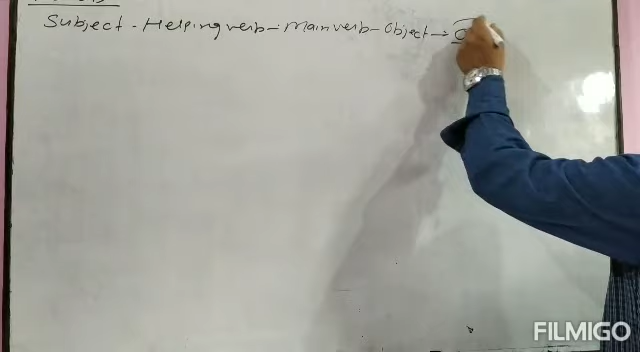 Subject - Helping verb - Main verb - Object →
FILMIGO